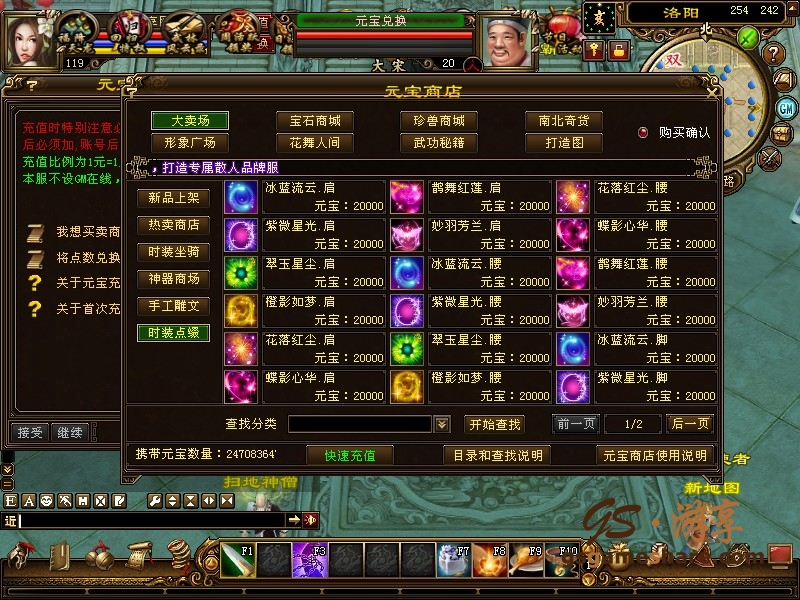 元宝兑换
洛阳 254 242
北
双
119
大宋 20
元宝商店
大卖场 宝石商城 珍兽商城 南北奇货
形象广场 花舞人间 武功秘籍 打造图
购买确认
充值时特别注意
后必须加,账号后
充值比例为1元=1
本服不设GM在线,
，打造专属散人品牌服
我想买卖商
将点数兑换
关于元宝充
关于首次充
接受 继续
新品上架
热卖商店
时装坐骑
神器商场
手工雕文
时装点缀
冰蓝流云.肩 元宝：20000
鹊舞红莲.肩 元宝：20000
花落红尘.腰 元宝：20000
紫微星光.肩 元宝：20000
妙羽芳兰.肩 元宝：20000
蝶影心华.腰 元宝：20000
翠玉星尘.肩 元宝：20000
冰蓝流云.腰 元宝：20000
鹊舞红莲.腰 元宝：20000
橙影如梦.肩 元宝：20000
紫微星光.腰 元宝：20000
妙羽芳兰.腰 元宝：20000
花落红尘.肩 元宝：20000
翠玉星尘.腰 元宝：20000
冰蓝流云.脚 元宝：20000
蝶影心华.肩 元宝：20000
橙影如梦.腰 元宝：20000
紫微星光.脚 元宝：20000
查找分类 开始查找 前一页 1/2 后一页
携带元宝数量：24708364 快速充值 目录和查找说明 元宝商店使用说明
扫地神僧
新地图
近
GS·游享
F1 F3 F7 F8 F9 F10